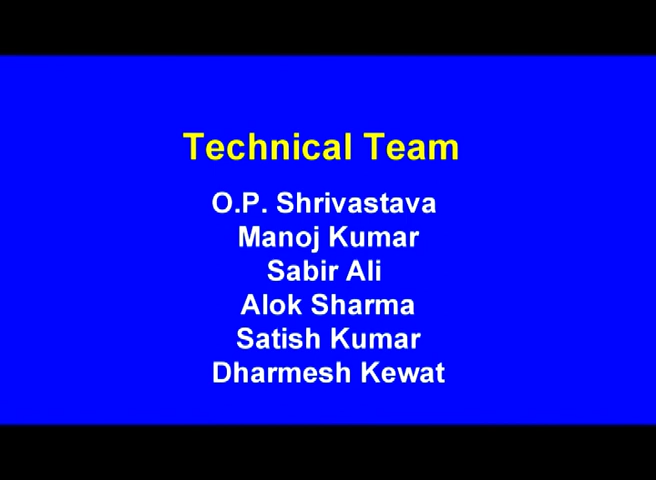 Technical Team
O.P. Shrivastava
Manoj Kumar
Sabir Ali
Alok Sharma
Satish Kumar
Dharmesh Kewat